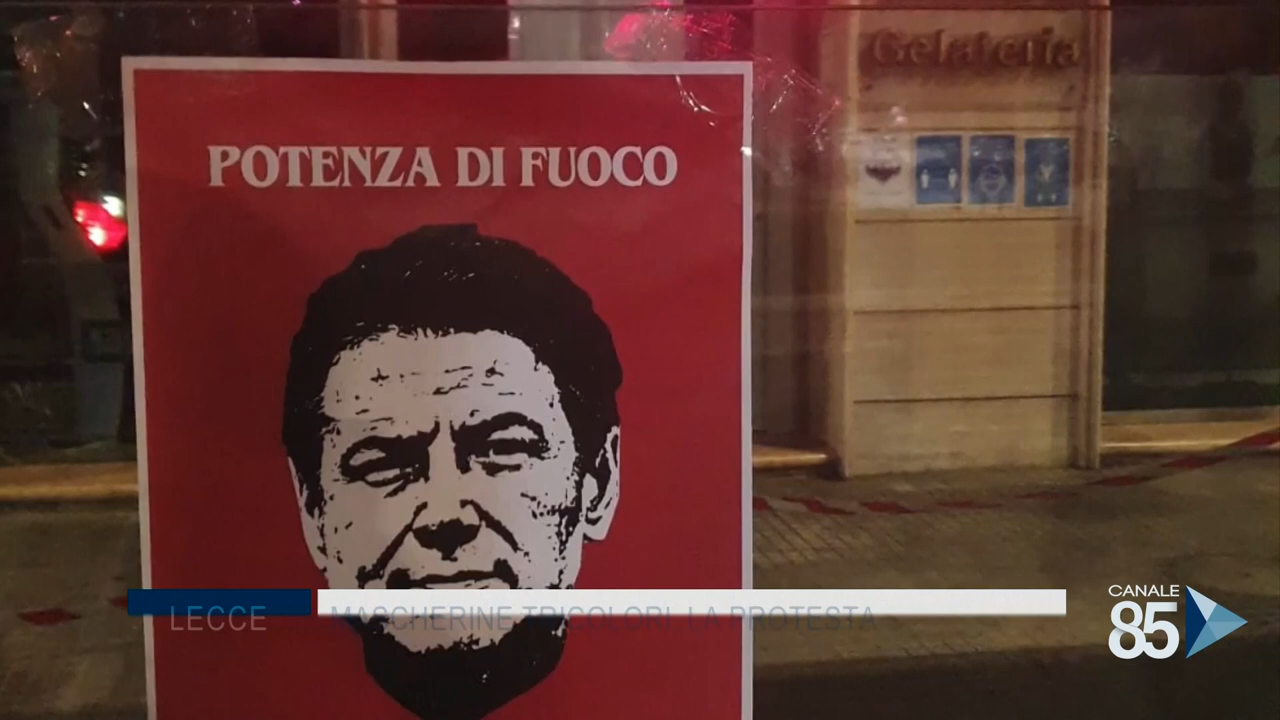 Gelateria
POTENZA DI FUOCO
LECCE
MASCHERINE TRICOLORI, LA PROTESTA
CANALE
85